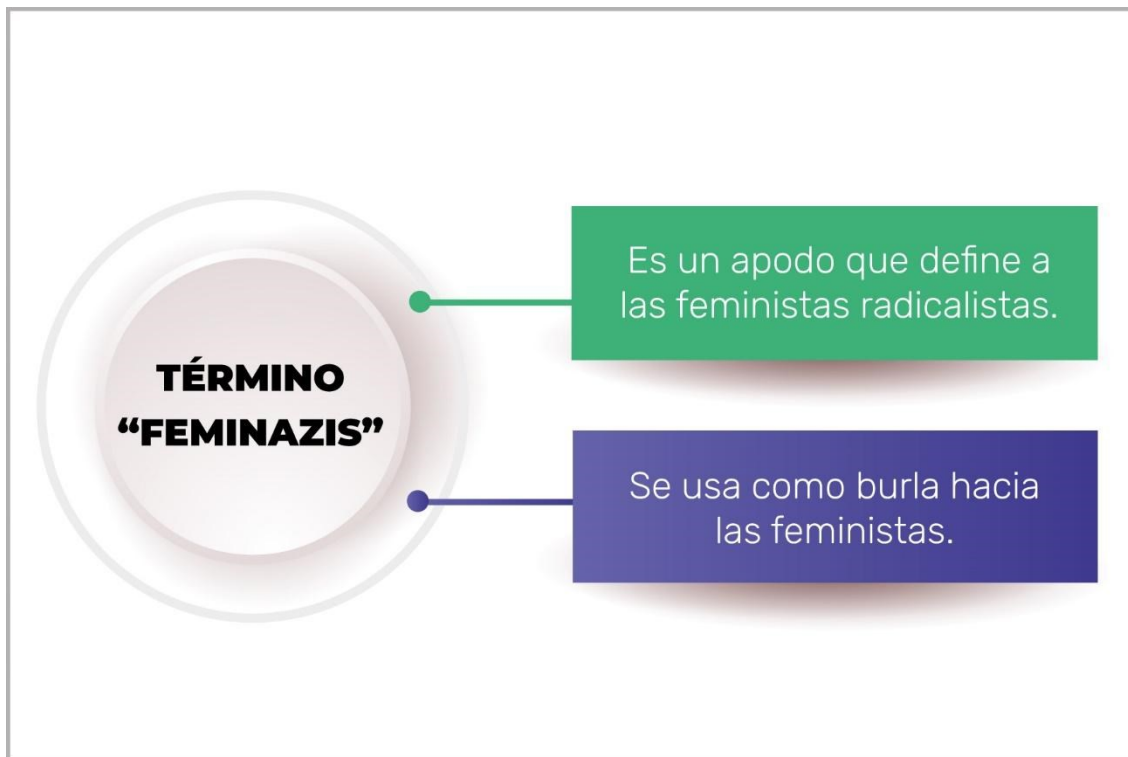 TÉRMINO
“FEMINAZIS”
Es un apodo que define a
las feministas radicalistas.
Se usa como burla hacia
las feministas.